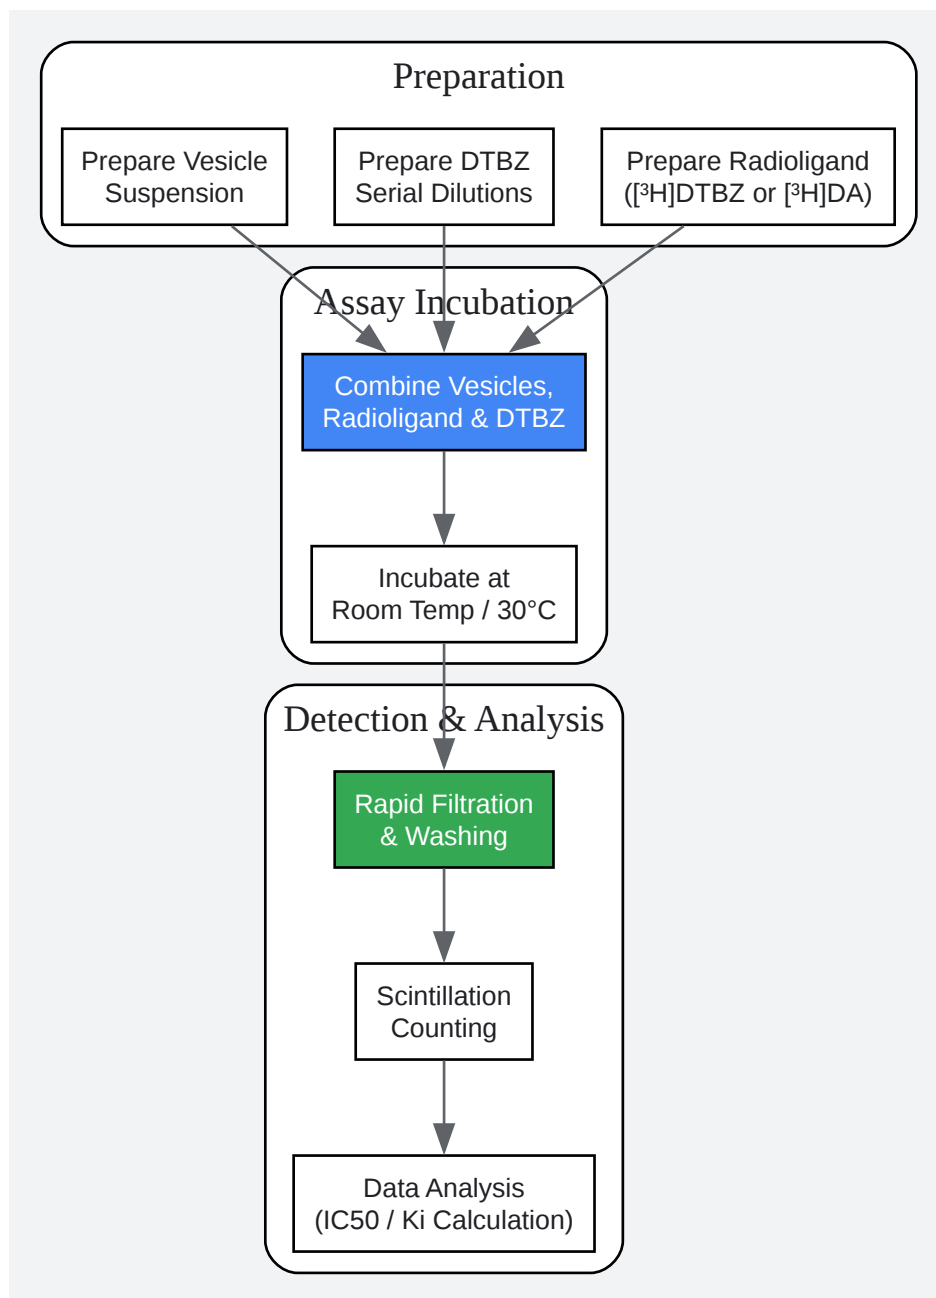 Preparation
Prepare Vesicle
Suspension
Prepare DTBZ
Serial Dilutions
Prepare Radioligand
([³H]DTBZ or [³H]DA)
Assay Incubation
Combine Vesicles,
Radioligand & DTBZ
Incubate at
Room Temp / 30°C
Detection & Analysis
Rapid Filtration
& Washing
Scintillation
Counting
Data Analysis
(IC50 / Ki Calculation)